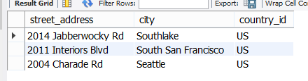 Result Grid Filter Rows: Export: Wrap Cell Co
street_address city country_id
2014 Jabberwocky Rd Southlake US
2011 Interiors Blvd South San Francisco US
2004 Charade Rd Seattle US